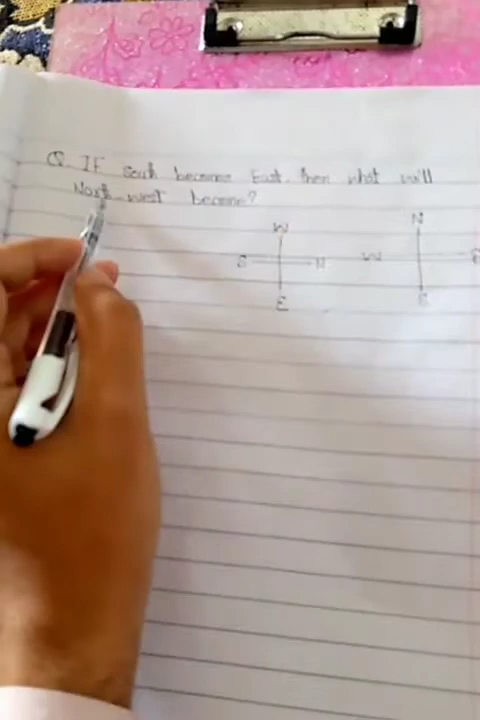 Q. IF South becomes East, then what will
North-west become?
W N
S N W E
E S